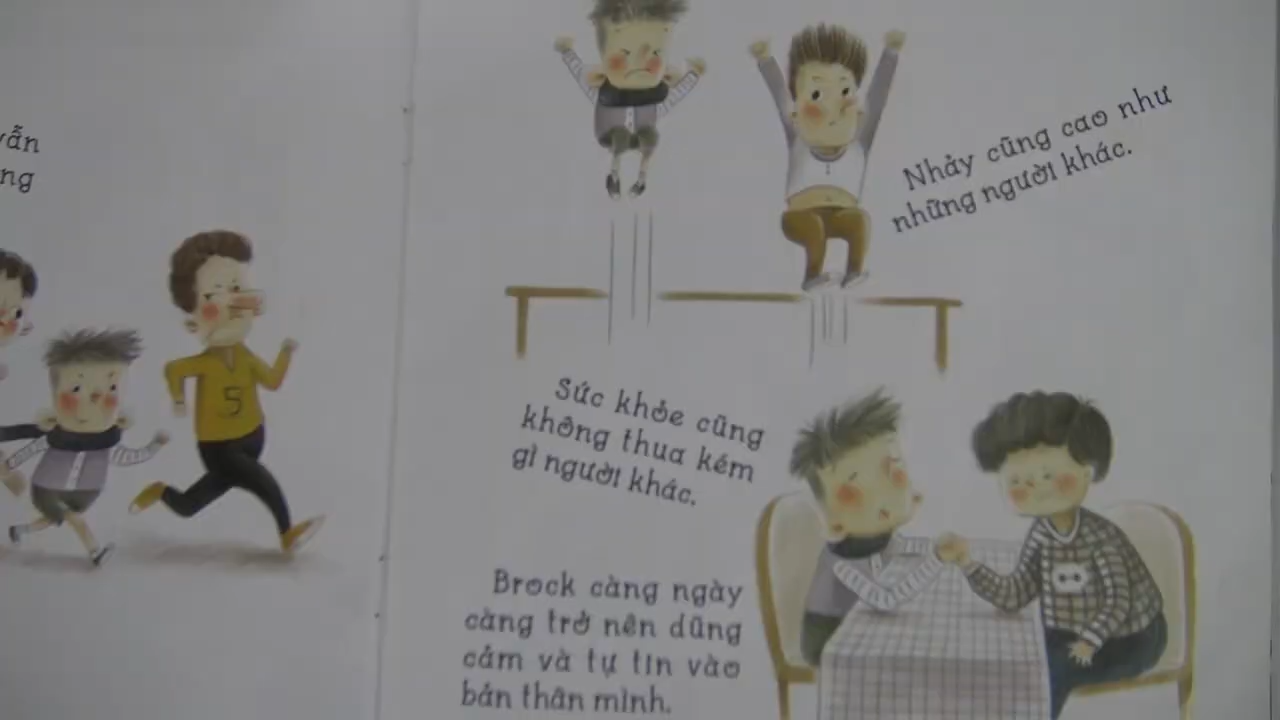 ng
5
Nhảy cũng cao như
những người khác.
Sức khỏe cũng
không thua kém
gì người khác.
Brock càng ngày
càng trở nên dũng
cảm và tự tin vào
bản thân mình.